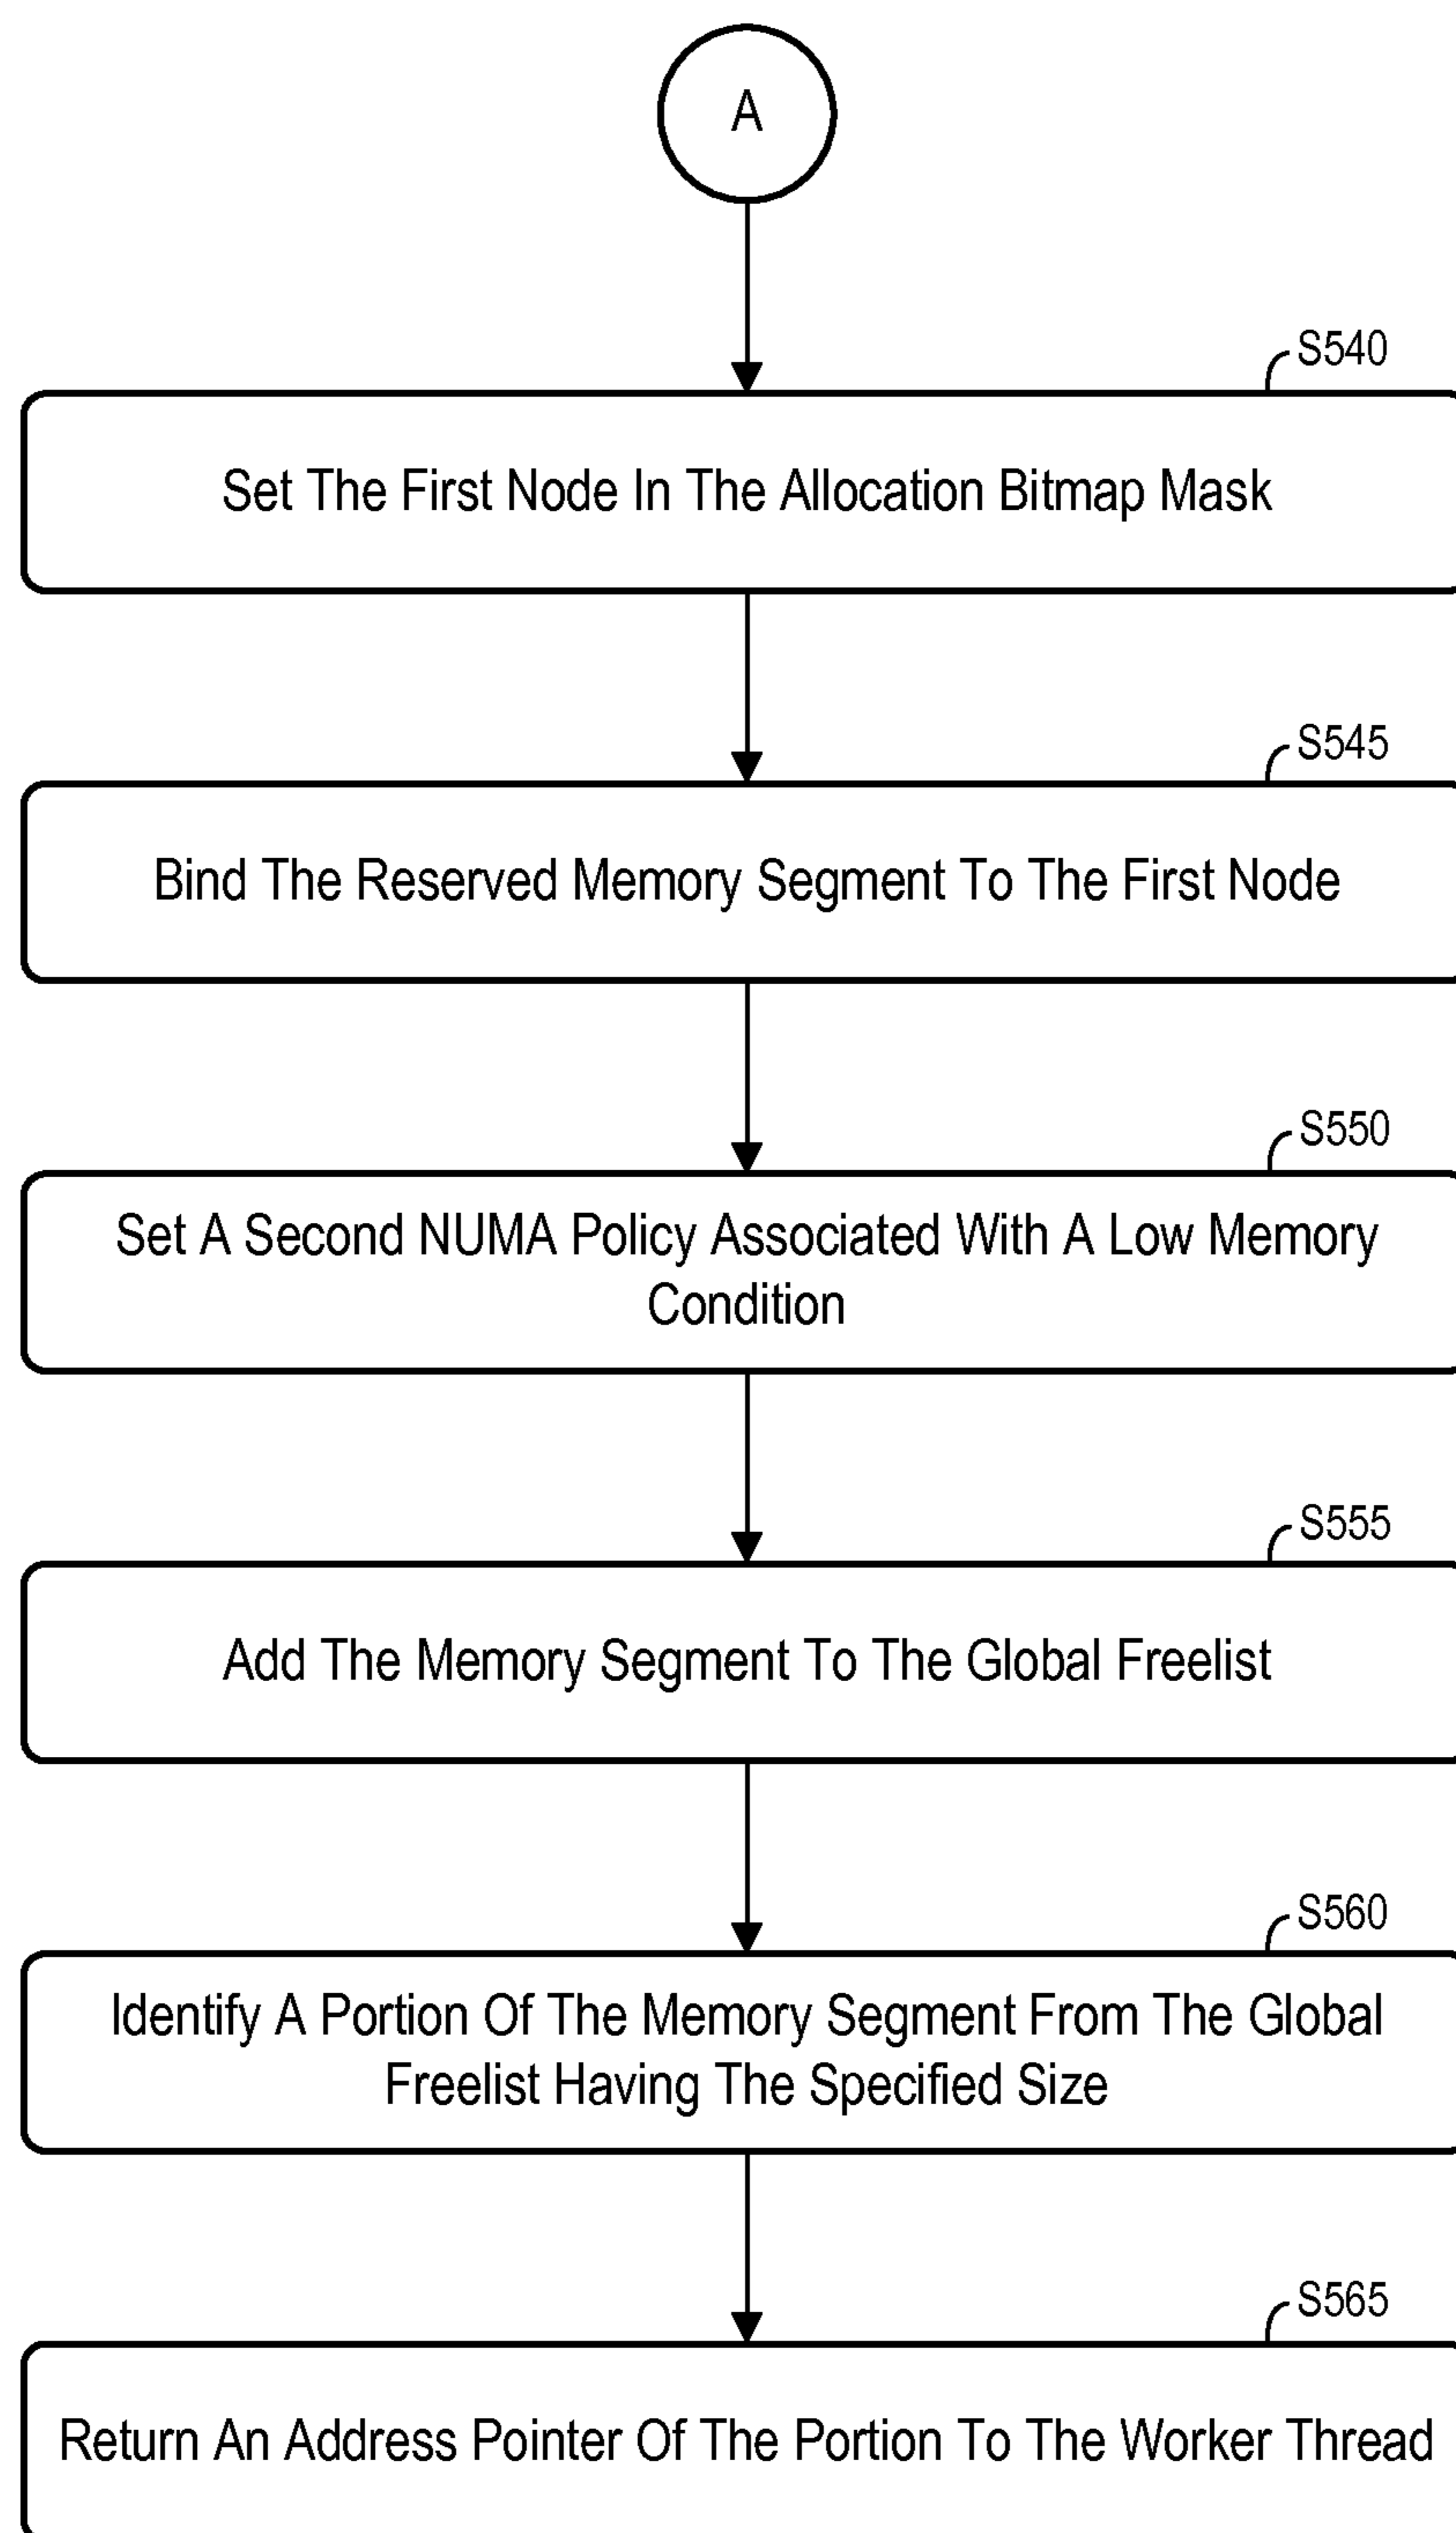 A
S540
Set The First Node In The Allocation Bitmap Mask
S545
Bind The Reserved Memory Segment To The First Node
S550
Set A Second NUMA Policy Associated With A Low Memory
Condition
S555
Add The Memory Segment To The Global Freelist
S560
Identify A Portion Of The Memory Segment From The Global
Freelist Having The Specified Size
S565
Return An Address Pointer Of The Portion To The Worker Thread